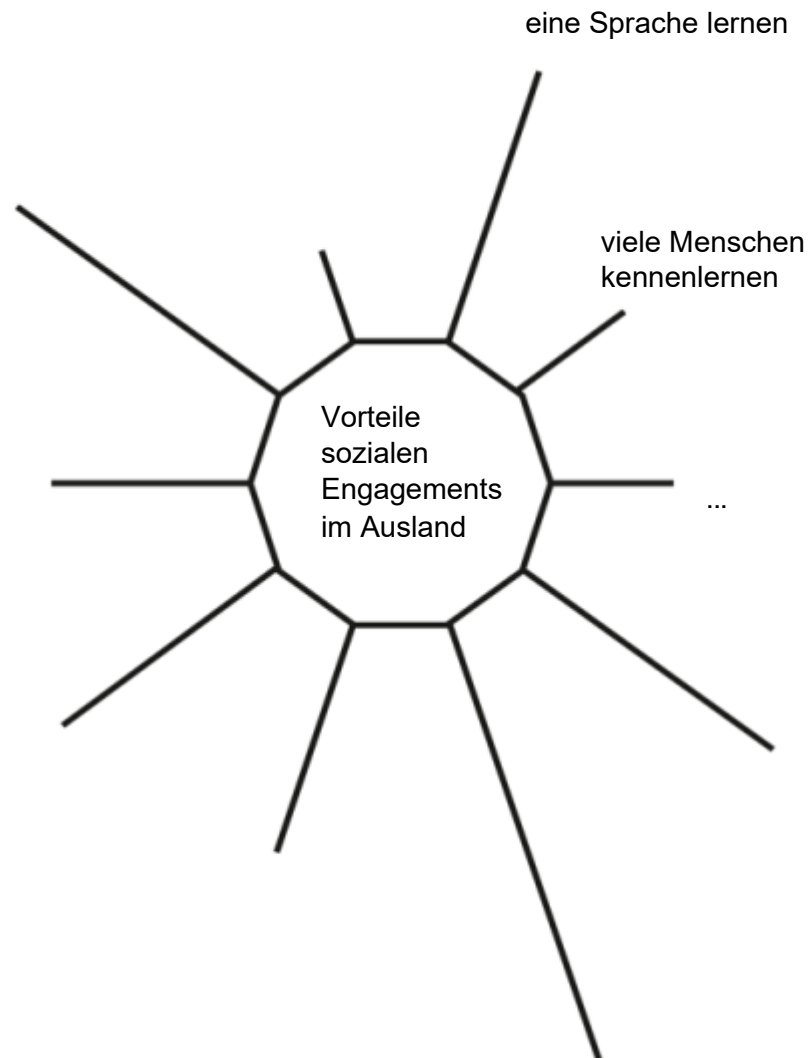 eine Sprache lernen
viele Menschen
kennenlernen
Vorteile
sozialen
Engagements
im Ausland
...